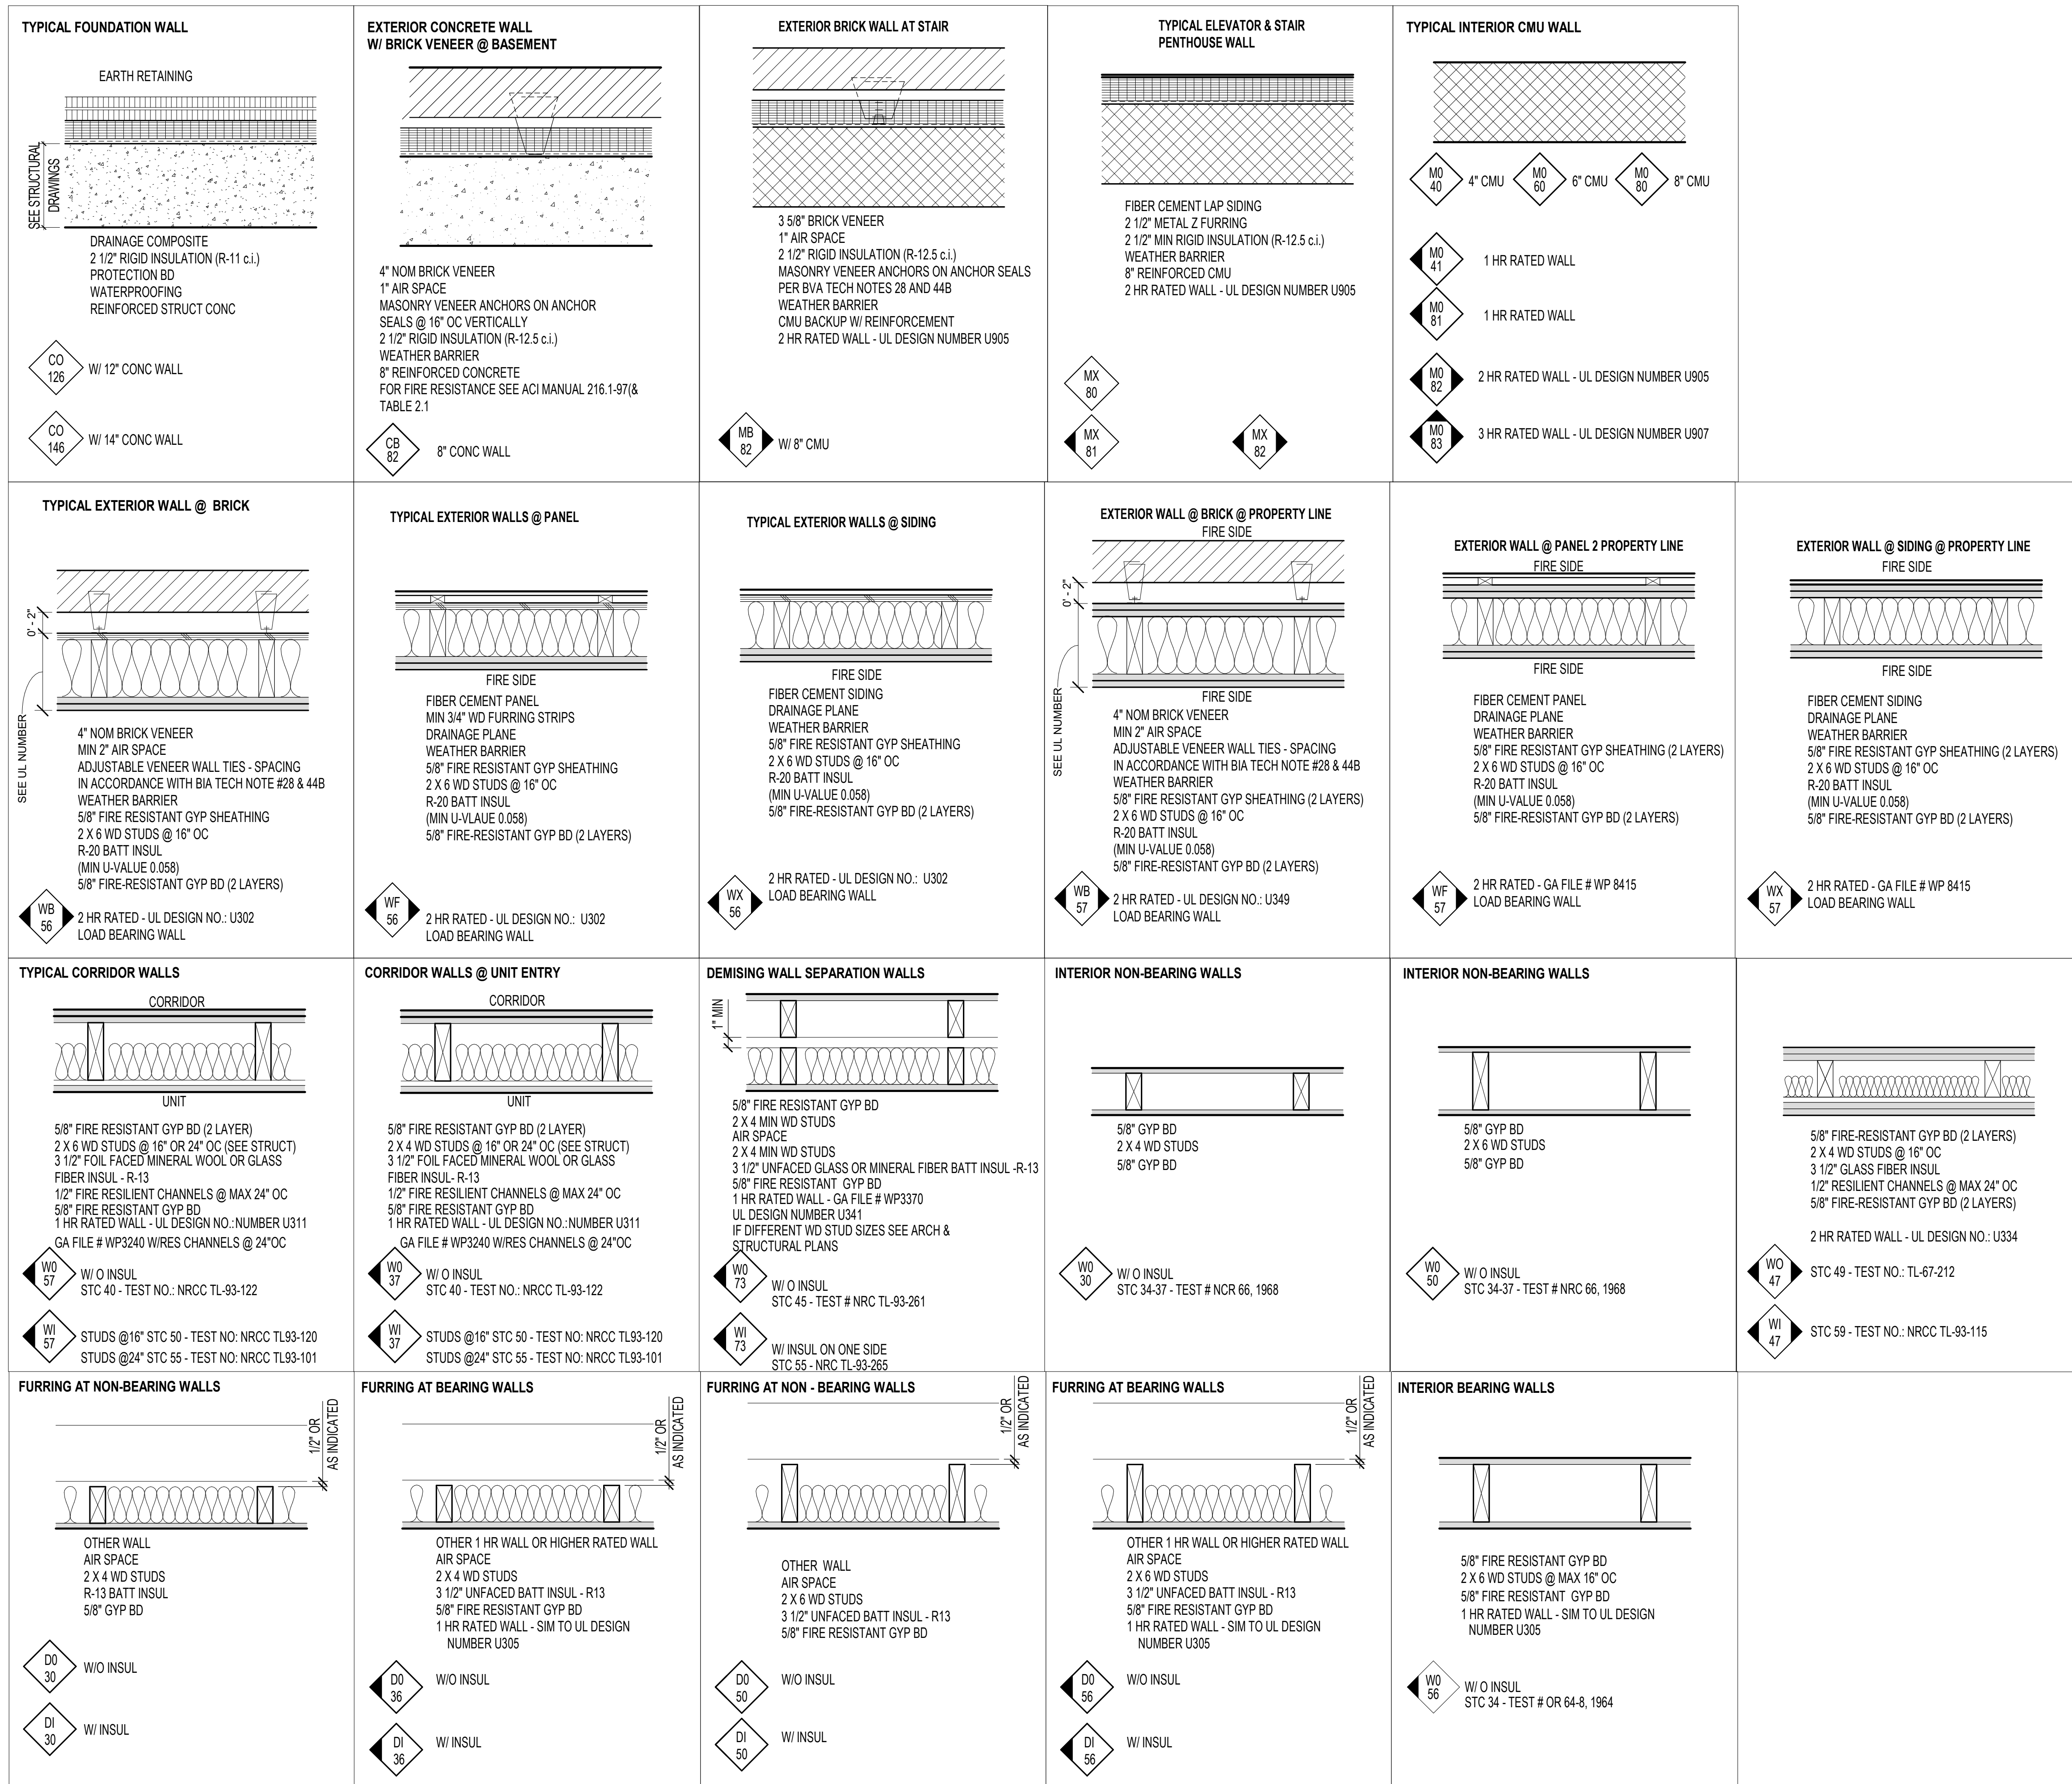 TYPICAL FOUNDATION WALL
EARTH RETAINING
SEE STRUCTURAL
DRAWINGS
DRAINAGE COMPOSITE
2 1/2" RIGID INSULATION (R-11 c.i.)
PROTECTION BD
WATERPROOFING
REINFORCED STRUCT CONC
CO
126
W/ 12" CONC WALL
CO
146
W/ 14" CONC WALL
EXTERIOR CONCRETE WALL
W/ BRICK VENEER @ BASEMENT
4" NOM BRICK VENEER
1" AIR SPACE
MASONRY VENEER ANCHORS ON ANCHOR
SEALS @ 16" OC VERTICALLY
2 1/2" RIGID INSULATION (R-12.5 c.i.)
WEATHER BARRIER
8" REINFORCED CONCRETE
FOR FIRE RESISTANCE SEE ACI MANUAL 216.1-97(&
TABLE 2.1
CB
82
8" CONC WALL
EXTERIOR BRICK WALL AT STAIR
3 5/8" BRICK VENEER
1" AIR SPACE
2 1/2" RIGID INSULATION (R-12.5 c.i.)
MASONRY VENEER ANCHORS ON ANCHOR SEALS
PER BVA TECH NOTES 28 AND 44B
WEATHER BARRIER
CMU BACKUP W/ REINFORCEMENT
2 HR RATED WALL - UL DESIGN NUMBER U905
MB
82
W/ 8" CMU
TYPICAL ELEVATOR & STAIR
PENTHOUSE WALL
FIBER CEMENT LAP SIDING
2 1/2" METAL Z FURRING
2 1/2" MIN RIGID INSULATION (R-12.5 c.i.)
WEATHER BARRIER
8" REINFORCED CMU
2 HR RATED WALL - UL DESIGN NUMBER U905
MX
80
MX
81
MX
82
TYPICAL INTERIOR CMU WALL
M0
40
4" CMU
M0
60
6" CMU
M0
80
8" CMU
M0
41
1 HR RATED WALL
M0
81
1 HR RATED WALL
M0
82
2 HR RATED WALL - UL DESIGN NUMBER U905
M0
83
3 HR RATED WALL - UL DESIGN NUMBER U907
TYPICAL EXTERIOR WALL @ BRICK
0' - 2"
SEE UL NUMBER
4" NOM BRICK VENEER
MIN 2" AIR SPACE
ADJUSTABLE VENEER WALL TIES - SPACING
IN ACCORDANCE WITH BIA TECH NOTE #28 & 44B
WEATHER BARRIER
5/8" FIRE RESISTANT GYP SHEATHING
2 X 6 WD STUDS @ 16" OC
R-20 BATT INSUL
(MIN U-VALUE 0.058)
5/8" FIRE-RESISTANT GYP BD (2 LAYERS)
WB
56
2 HR RATED - UL DESIGN NO.: U302
LOAD BEARING WALL
TYPICAL EXTERIOR WALLS @ PANEL
FIRE SIDE
FIBER CEMENT PANEL
MIN 3/4" WD FURRING STRIPS
DRAINAGE PLANE
WEATHER BARRIER
5/8" FIRE RESISTANT GYP SHEATHING
2 X 6 WD STUDS @ 16" OC
R-20 BATT INSUL
(MIN U-VLAUE 0.058)
5/8" FIRE-RESISTANT GYP BD (2 LAYERS)
WF
56
2 HR RATED - UL DESIGN NO.: U302
LOAD BEARING WALL
TYPICAL EXTERIOR WALLS @ SIDING
FIRE SIDE
FIBER CEMENT SIDING
DRAINAGE PLANE
WEATHER BARRIER
5/8" FIRE RESISTANT GYP SHEATHING
2 X 6 WD STUDS @ 16" OC
R-20 BATT INSUL
(MIN U-VALUE 0.058)
5/8" FIRE-RESISTANT GYP BD (2 LAYERS)
WX
56
2 HR RATED - UL DESIGN NO.: U302
LOAD BEARING WALL
EXTERIOR WALL @ BRICK @ PROPERTY LINE
FIRE SIDE
0' - 2"
SEE UL NUMBER
FIRE SIDE
4" NOM BRICK VENEER
MIN 2" AIR SPACE
ADJUSTABLE VENEER WALL TIES - SPACING
IN ACCORDANCE WITH BIA TECH NOTE #28 & 44B
WEATHER BARRIER
5/8" FIRE RESISTANT GYP SHEATHING (2 LAYERS)
2 X 6 WD STUDS @ 16" OC
R-20 BATT INSUL
(MIN U-VALUE 0.058)
5/8" FIRE-RESISTANT GYP BD (2 LAYERS)
WB
57
2 HR RATED - UL DESIGN NO.: U349
LOAD BEARING WALL
EXTERIOR WALL @ PANEL 2 PROPERTY LINE
FIRE SIDE
FIRE SIDE
FIBER CEMENT PANEL
DRAINAGE PLANE
WEATHER BARRIER
5/8" FIRE RESISTANT GYP SHEATHING (2 LAYERS)
2 X 6 WD STUDS @ 16" OC
R-20 BATT INSUL
(MIN U-VALUE 0.058)
5/8" FIRE-RESISTANT GYP BD (2 LAYERS)
WF
57
2 HR RATED - GA FILE # WP 8415
LOAD BEARING WALL
EXTERIOR WALL @ SIDING @ PROPERTY LINE
FIRE SIDE
FIRE SIDE
FIBER CEMENT SIDING
DRAINAGE PLANE
WEATHER BARRIER
5/8" FIRE RESISTANT GYP SHEATHING (2 LAYERS)
2 X 6 WD STUDS @ 16" OC
R-20 BATT INSUL
(MIN U-VALUE 0.058)
5/8" FIRE-RESISTANT GYP BD (2 LAYERS)
WX
57
2 HR RATED - GA FILE # WP 8415
LOAD BEARING WALL
TYPICAL CORRIDOR WALLS
CORRIDOR
UNIT
5/8" FIRE RESISTANT GYP BD (2 LAYER)
2 X 6 WD STUDS @ 16" OR 24" OC (SEE STRUCT)
3 1/2" FOIL FACED MINERAL WOOL OR GLASS
FIBER INSUL - R-13
1/2" FIRE RESILIENT CHANNELS @ MAX 24" OC
5/8" FIRE RESISTANT GYP BD
1 HR RATED WALL - UL DESIGN NO.:NUMBER U311
GA FILE # WP3240 W/RES CHANNELS @ 24"OC
W0
57
W/ O INSUL
STC 40 - TEST NO.: NRCC TL-93-122
WI
57
STUDS @16" STC 50 - TEST NO: NRCC TL93-120
STUDS @24" STC 55 - TEST NO: NRCC TL93-101
CORRIDOR WALLS @ UNIT ENTRY
CORRIDOR
UNIT
5/8" FIRE RESISTANT GYP BD (2 LAYER)
2 X 4 WD STUDS @ 16" OR 24" OC (SEE STRUCT)
3 1/2" FOIL FACED MINERAL WOOL OR GLASS
FIBER INSUL- R-13
1/2" FIRE RESILIENT CHANNELS @ MAX 24" OC
5/8" FIRE RESISTANT GYP BD
1 HR RATED WALL - UL DESIGN NO.:NUMBER U311
GA FILE # WP3240 W/RES CHANNELS @ 24"OC
W0
37
W/ O INSUL
STC 40 - TEST NO.: NRCC TL-93-122
WI
37
STUDS @16" STC 50 - TEST NO: NRCC TL93-120
STUDS @24" STC 55 - TEST NO: NRCC TL93-101
DEMISING WALL SEPARATION WALLS
1" MIN
5/8" FIRE RESISTANT GYP BD
2 X 4 MIN WD STUDS
AIR SPACE
2 X 4 MIN WD STUDS
3 1/2" UNFACED GLASS OR MINERAL FIBER BATT INSUL -R-13
5/8" FIRE RESISTANT GYP BD
1 HR RATED WALL - GA FILE # WP3370
UL DESIGN NUMBER U341
IF DIFFERENT WD STUD SIZES SEE ARCH &
STRUCTURAL PLANS
W0
73
W/ O INSUL
STC 45 - TEST # NRC TL-93-261
WI
73
W/ INSUL ON ONE SIDE
STC 55 - NRC TL-93-265
INTERIOR NON-BEARING WALLS
5/8" GYP BD
2 X 4 WD STUDS
5/8" GYP BD
W0
30
W/ O INSUL
STC 34-37 - TEST # NCR 66, 1968
INTERIOR NON-BEARING WALLS
5/8" GYP BD
2 X 6 WD STUDS
5/8" GYP BD
W0
50
W/ O INSUL
STC 34-37 - TEST # NRC 66, 1968
5/8" FIRE-RESISTANT GYP BD (2 LAYERS)
2 X 4 WD STUDS @ 16" OC
3 1/2" GLASS FIBER INSUL
1/2" RESILIENT CHANNELS @ MAX 24" OC
5/8" FIRE-RESISTANT GYP BD (2 LAYERS)
2 HR RATED WALL - UL DESIGN NO.: U334
WO
47
STC 49 - TEST NO.: TL-67-212
WI
47
STC 59 - TEST NO.: NRCC TL-93-115
FURRING AT NON-BEARING WALLS
1/2" OR
AS INDICATED
OTHER WALL
AIR SPACE
2 X 4 WD STUDS
R-13 BATT INSUL
5/8" GYP BD
D0
30
W/O INSUL
DI
30
W/ INSUL
FURRING AT BEARING WALLS
1/2" OR
AS INDICATED
OTHER 1 HR WALL OR HIGHER RATED WALL
AIR SPACE
2 X 4 WD STUDS
3 1/2" UNFACED BATT INSUL - R13
5/8" FIRE RESISTANT GYP BD
1 HR RATED WALL - SIM TO UL DESIGN
NUMBER U305
D0
36
W/O INSUL
DI
36
W/ INSUL
FURRING AT NON - BEARING WALLS
1/2" OR
AS INDICATED
OTHER WALL
AIR SPACE
2 X 6 WD STUDS
3 1/2" UNFACED BATT INSUL - R13
5/8" FIRE RESISTANT GYP BD
D0
50
W/O INSUL
DI
50
W/ INSUL
FURRING AT BEARING WALLS
1/2" OR
AS INDICATED
OTHER 1 HR WALL OR HIGHER RATED WALL
AIR SPACE
2 X 6 WD STUDS
3 1/2" UNFACED BATT INSUL - R13
5/8" FIRE RESISTANT GYP BD
1 HR RATED WALL - SIM TO UL DESIGN
NUMBER U305
D0
56
W/O INSUL
DI
56
W/ INSUL
INTERIOR BEARING WALLS
5/8" FIRE RESISTANT GYP BD
2 X 6 WD STUDS @ MAX 16" OC
5/8" FIRE RESISTANT GYP BD
1 HR RATED WALL - SIM TO UL DESIGN
NUMBER U305
W0
56
W/ O INSUL
STC 34 - TEST # OR 64-8, 1964